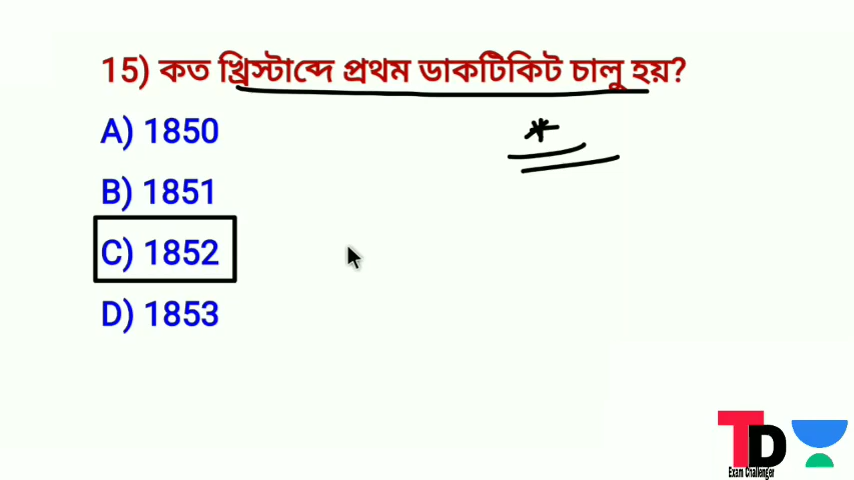 15) কত খ্রিস্টাব্দে প্রথম ডাকটিকিট চালু হয়?
A) 1850
B) 1851
C) 1852
D) 1853
TD
Exam Challenger